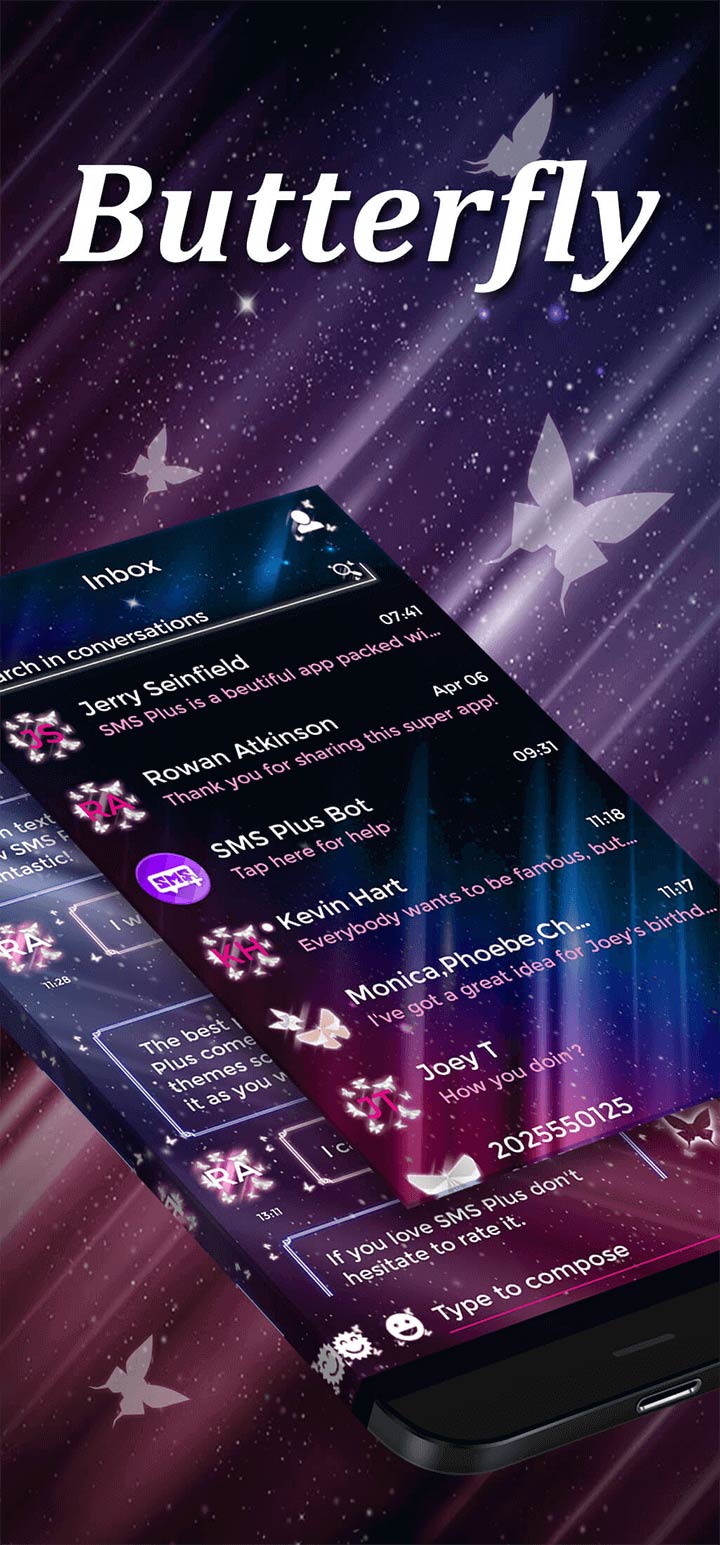 Butterfly
Inbox
arch in conversations
Jerry Seinfield
07:41
SMS Plus is a beutiful app packed wi...
JS
Rowan Atkinson
Apr 06
Thank you for sharing this super app!
RA
SMS Plus Bot
09:31
Tap here for help
SMS
Kevin Hart
11:18
Everybody wants to be famous, but...
KH
Monica,Phoebe,Ch...
11:17
I've got a great idea for Joey's birthd...
Joey T
How you doin'?
JT
2025550125
n text
w SMS P
ntastic!
RA
I w
11:28
The best
Plus come
themes sc
it as you w
RA
I c
13:11
If you love SMS Plus don't
hesitate to rate it.
Type to compose